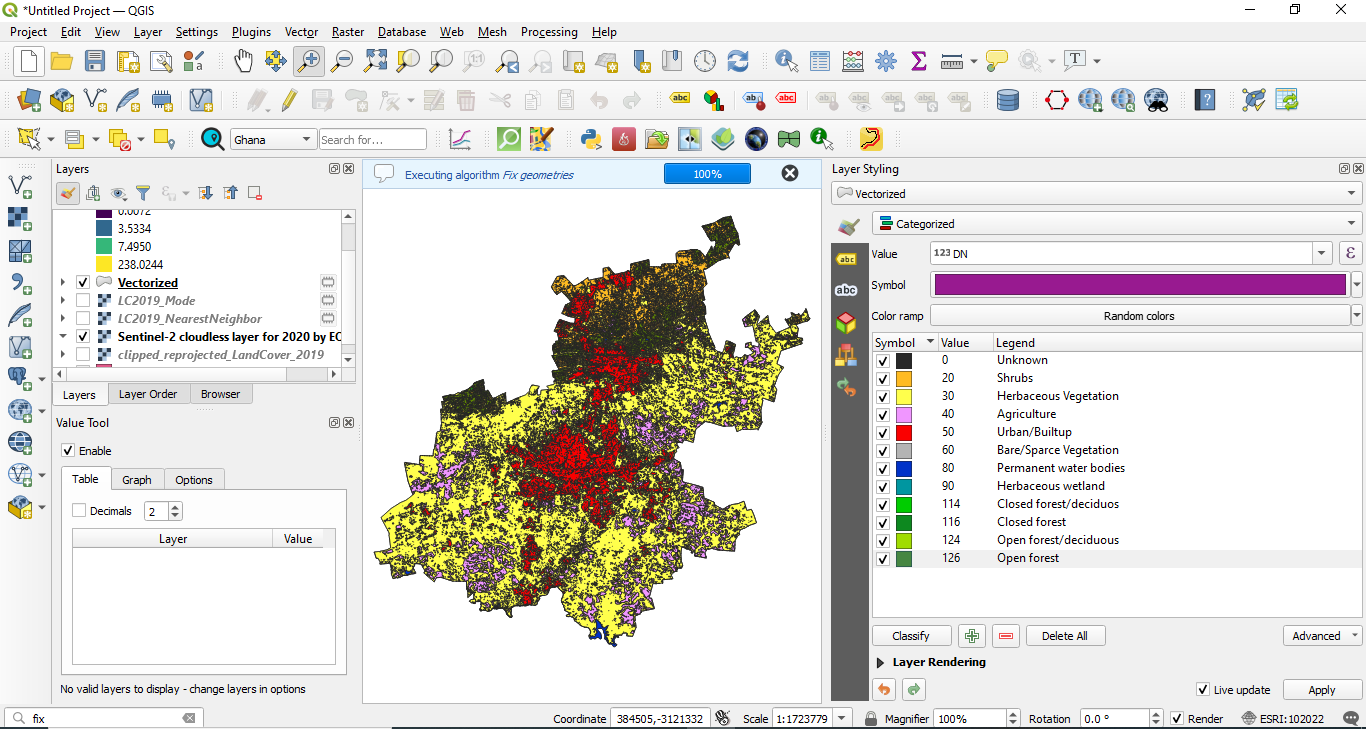 *Untitled Project — QGIS
Project Edit View Layer Settings Plugins Vector Raster Database Web Mesh Processing Help
abc abc abc
Ghana Search for...
Layers
0.0072
3.5334
7.4950
238.0244
Vectorized
LC2019_Mode
LC2019_NearestNeighbor
Sentinel-2 cloudless layer for 2020 by EO
clipped_reprojected_LandCover_2019
Layers Layer Order Browser
Value Tool
Enable
Table Graph Options
Decimals 2
Layer Value
No valid layers to display - change layers in options
Executing algorithm Fix geometries 100%
Layer Styling
Vectorized
Categorized
abc
abc
Value 123 DN ε
Symbol
Color ramp Random colors
Symbol Value Legend
0 Unknown
20 Shrubs
30 Herbaceous Vegetation
40 Agriculture
50 Urban/Builtup
60 Bare/Sparce Vegetation
80 Permanent water bodies
90 Herbaceous wetland
114 Closed forest/deciduos
116 Closed forest
124 Open forest/deciduous
126 Open forest
Classify Delete All Advanced
Layer Rendering
Live update Apply
fix Coordinate 384505,-3121332 Scale 1:1723779 Magnifier 100% Rotation 0.0 ° Render ESRI:102022